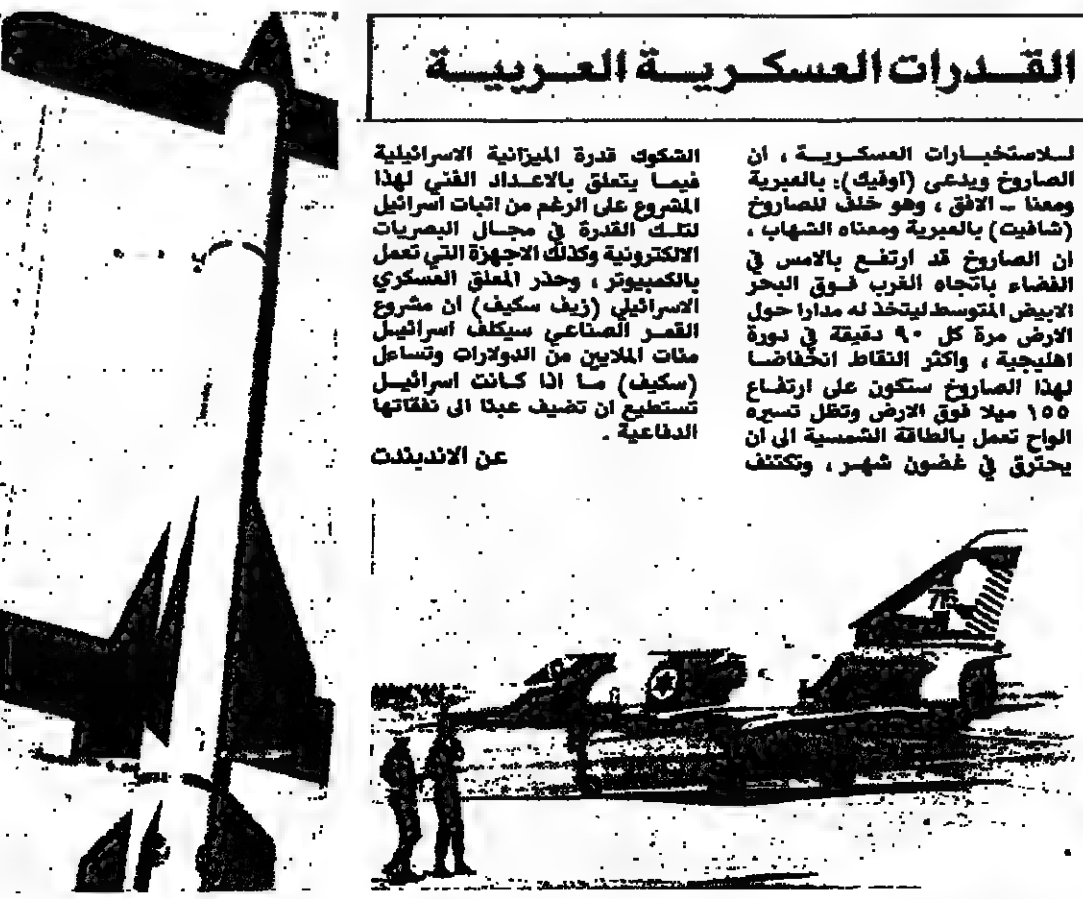 القدرات العسكرية العربية
للاستخبارات العسكرية ، ان
الصاروخ ويدعى (اوفيك): بالعبرية
ومعنا - الافق ، وهو خلف للصاروخ
(شافيت) بالعبرية ومعناه الشهاب ،
ان الصاروخ قد ارتفع بالامس في
الفضاء باتجاه الغرب فوق البحر
الابيض المتوسط ليتخذ له مدارا حول
الارض مرة كل ٩٠ دقيقة في دورة
اهليجية ، واكثر النقاط انخفاضا
لهذا الصاروخ ستكون على ارتفاع
١٥٥ ميلا فوق الارض وتظل تسيره
الواح تعمل بالطاقة الشمسية الى ان
يحترق في غضون شهر ، وتكتنف
الشكوك قدرة الميزانية الاسرائيلية
فيما يتعلق بالاعداد الفني لهذا
المشروع على الرغم من اثبات اسرائيل
لتلك القدرة في مجال البصريات
الالكترونية وكذلك الاجهزة التي تعمل
بالكمبيوتر ، وحذر المعلق العسكري
الاسرائيلي (زيف سكيف) ان مشروع
القمر الصناعي سيكلف اسرائيل
مئات الملايين من الدولارات وتساءل
(سكيف) ما اذا كانت اسرائيل
تستطيع ان تضيف عبئا الى نفقاتها
الدفاعية .
عن الاندبندت